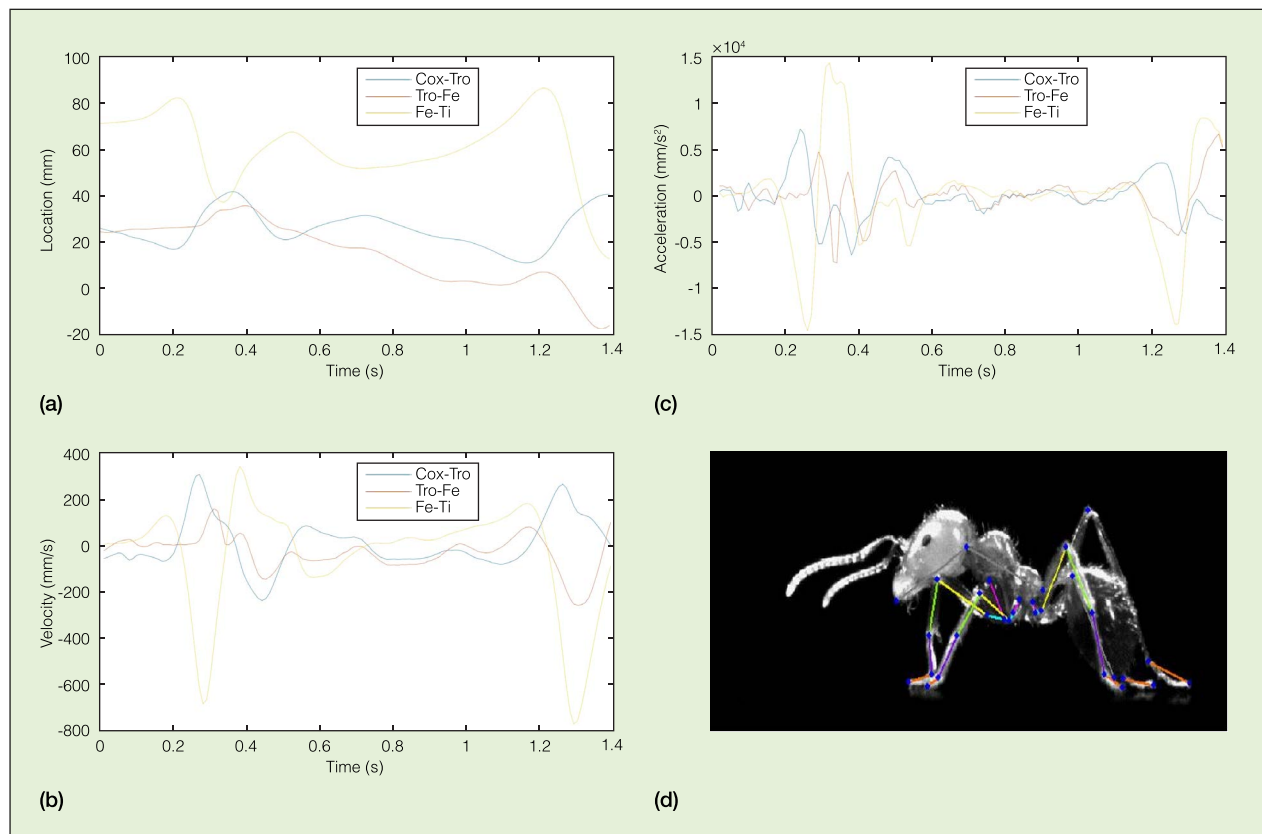 100
80
60
40
20
0
-20
Location (mm)
Cox-Tro
Tro-Fe
Fe-Ti
0 0.2 0.4 0.6 0.8 1 1.2 1.4
Time (s)
(a)
×10⁴
1.5
1
0.5
0
-0.5
-1
-1.5
Acceleration (mm/s²)
Cox-Tro
Tro-Fe
Fe-Ti
0 0.2 0.4 0.6 0.8 1 1.2 1.4
Time (s)
(c)
400
200
0
-200
-400
-600
-800
Velocity (mm/s)
Cox-Tro
Tro-Fe
Fe-Ti
0 0.2 0.4 0.6 0.8 1 1.2 1.4
Time (s)
(b)
(d)